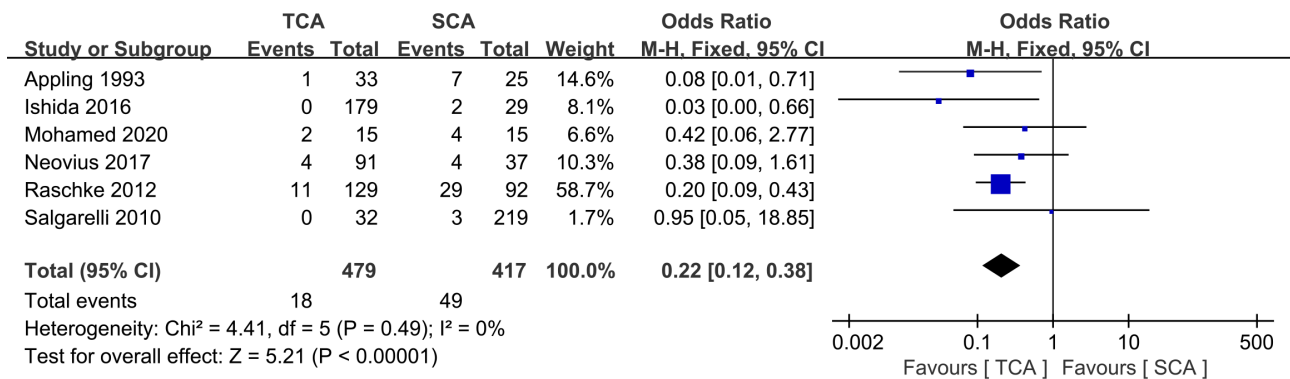 TCA SCA Odds Ratio Odds Ratio
Study or Subgroup Events Total Events Total Weight M-H, Fixed, 95% CI M-H, Fixed, 95% CI
Appling 1993 1 33 7 25 14.6% 0.08 [0.01, 0.71]
Ishida 2016 0 179 2 29 8.1% 0.03 [0.00, 0.66]
Mohamed 2020 2 15 4 15 6.6% 0.42 [0.06, 2.77]
Neovius 2017 4 91 4 37 10.3% 0.38 [0.09, 1.61]
Raschke 2012 11 129 29 92 58.7% 0.20 [0.09, 0.43]
Salgarelli 2010 0 32 3 219 1.7% 0.95 [0.05, 18.85]
Total (95% CI) 479 417 100.0% 0.22 [0.12, 0.38]
Total events 18 49
Heterogeneity: Chi² = 4.41, df = 5 (P = 0.49); I² = 0%
Test for overall effect: Z = 5.21 (P < 0.00001)
0.002 0.1 1 10 500
Favours [ TCA ] Favours [ SCA ]